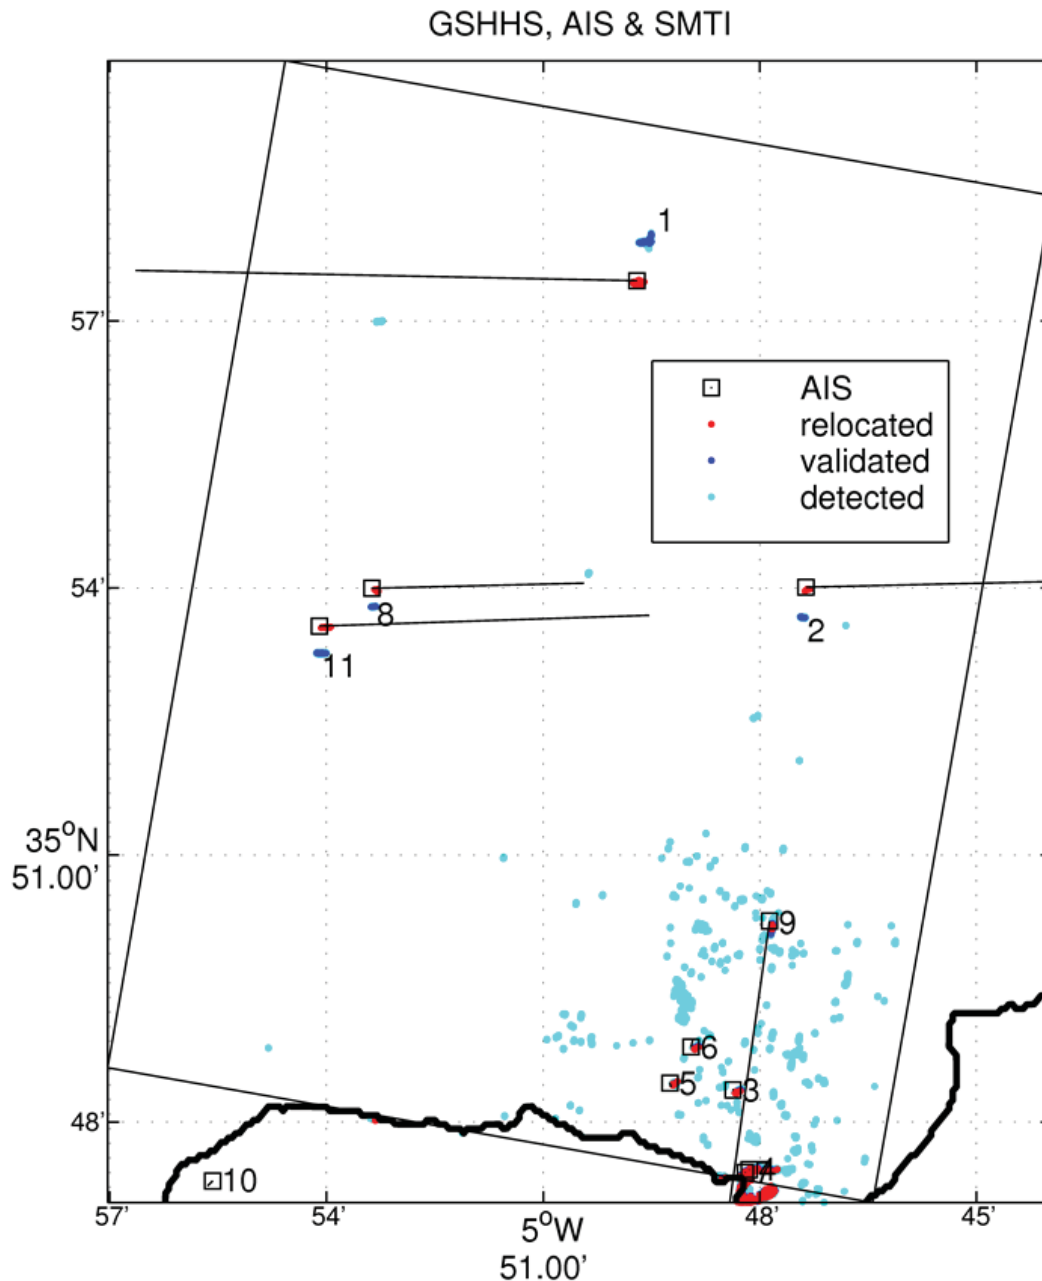 GSHHS, AIS & SMTI
1
57'
AIS
relocated
validated
detected
54'
8
2
11
35°N
51.00'
9
6
5
3
48'
4
10
57'
54'
5°W
51.00'
48'
45'